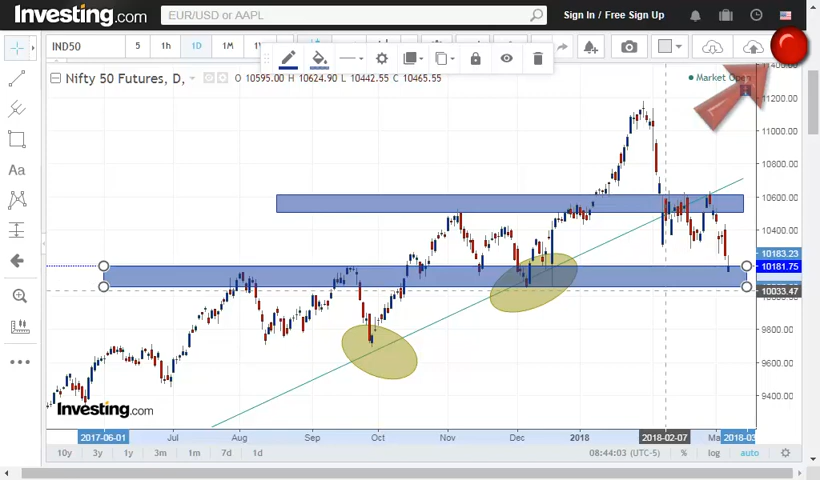 Investing.com
EUR/USD or AAPL
Sign In / Free Sign Up
IND50
5
1h
1D
1M
Nifty 50 Futures, D,
O 10595.00 H 10624.90 L 10442.55 C 10465.55
Market Open
11400.00
11200.00
11000.00
10800.00
10600.00
10400.00
10183.23
10181.75
10033.47
9800.00
9600.00
9400.00
Aa
Investing.com
2017-06-01
Jul
Aug
Sep
Oct
Nov
Dec
2018
2018-02-07
Ma
2018-03
10y
3y
1y
3m
1m
7d
1d
08:44:03 (UTC-5)
%
log
auto